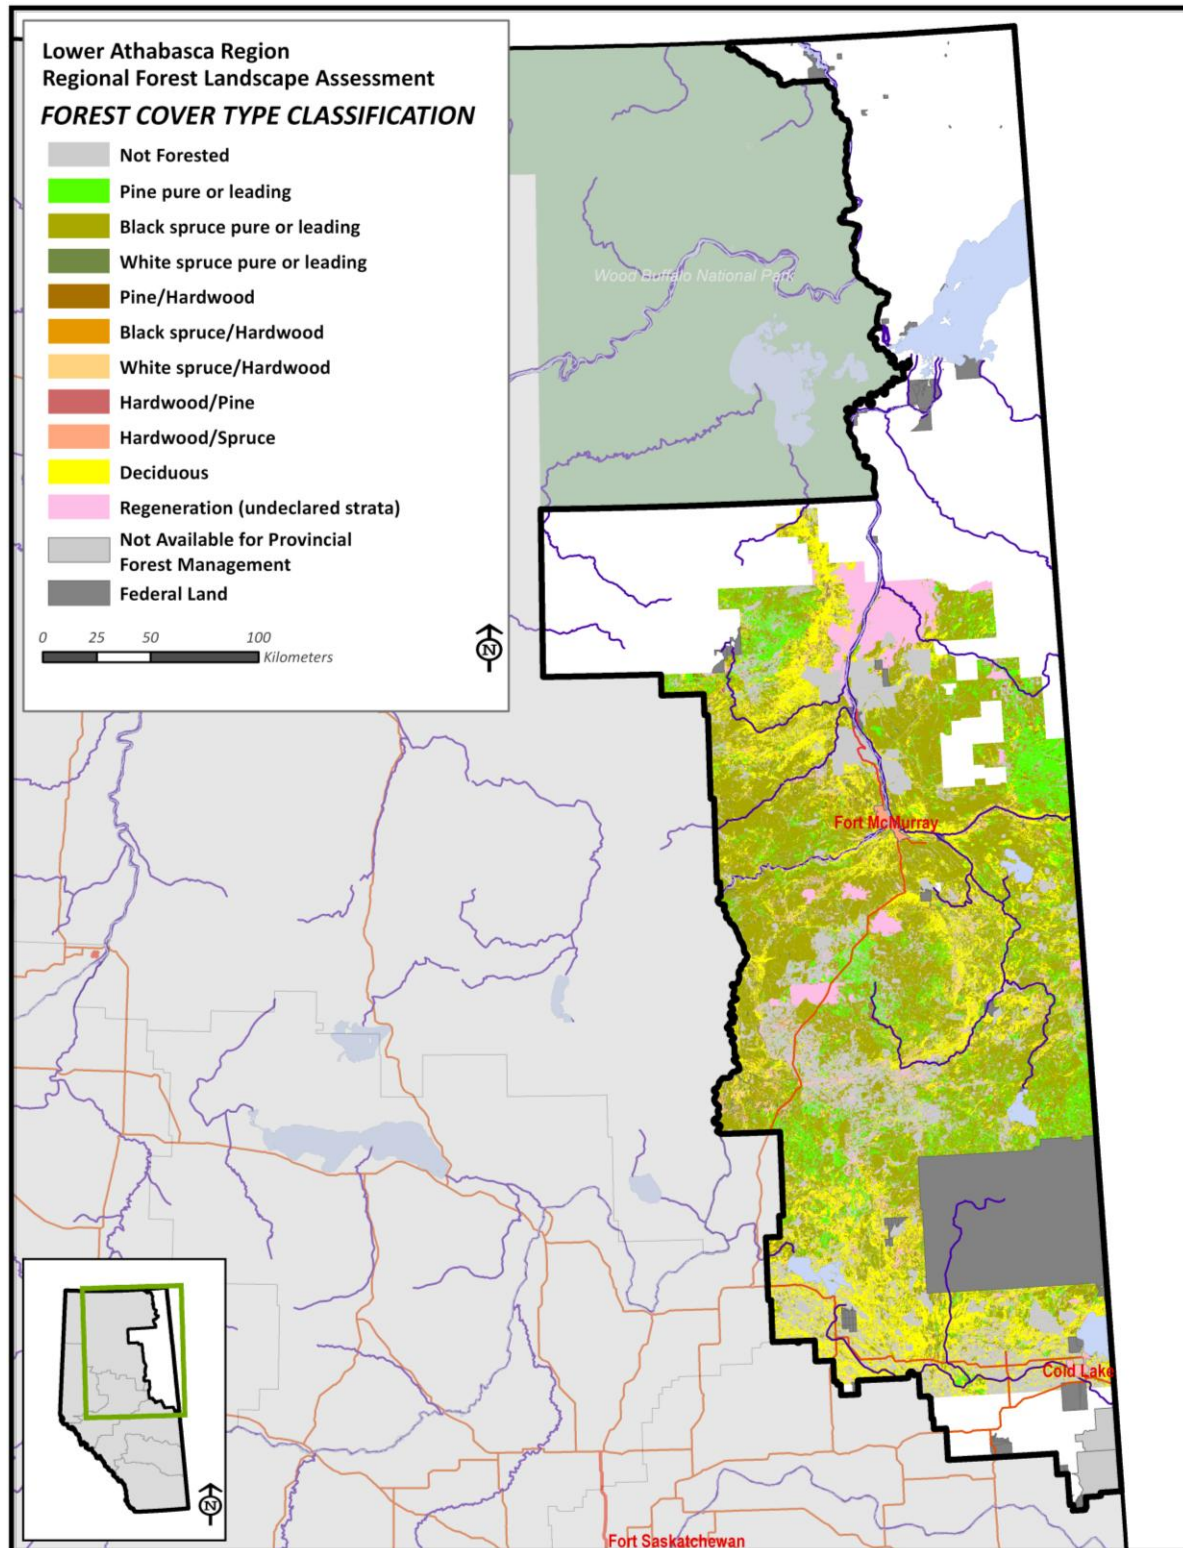 Lower Athabasca Region
Regional Forest Landscape Assessment
FOREST COVER TYPE CLASSIFICATION
Not Forested
Pine pure or leading
Black spruce pure or leading
White spruce pure or leading
Pine/Hardwood
Black spruce/Hardwood
White spruce/Hardwood
Hardwood/Pine
Hardwood/Spruce
Deciduous
Regeneration (undeclared strata)
Not Available for Provincial
Forest Management
Federal Land
0 25 50 100
Kilometers
N
Wood Buffalo National Park
Fort McMurray
Cold Lake
N
Fort Saskatchewan